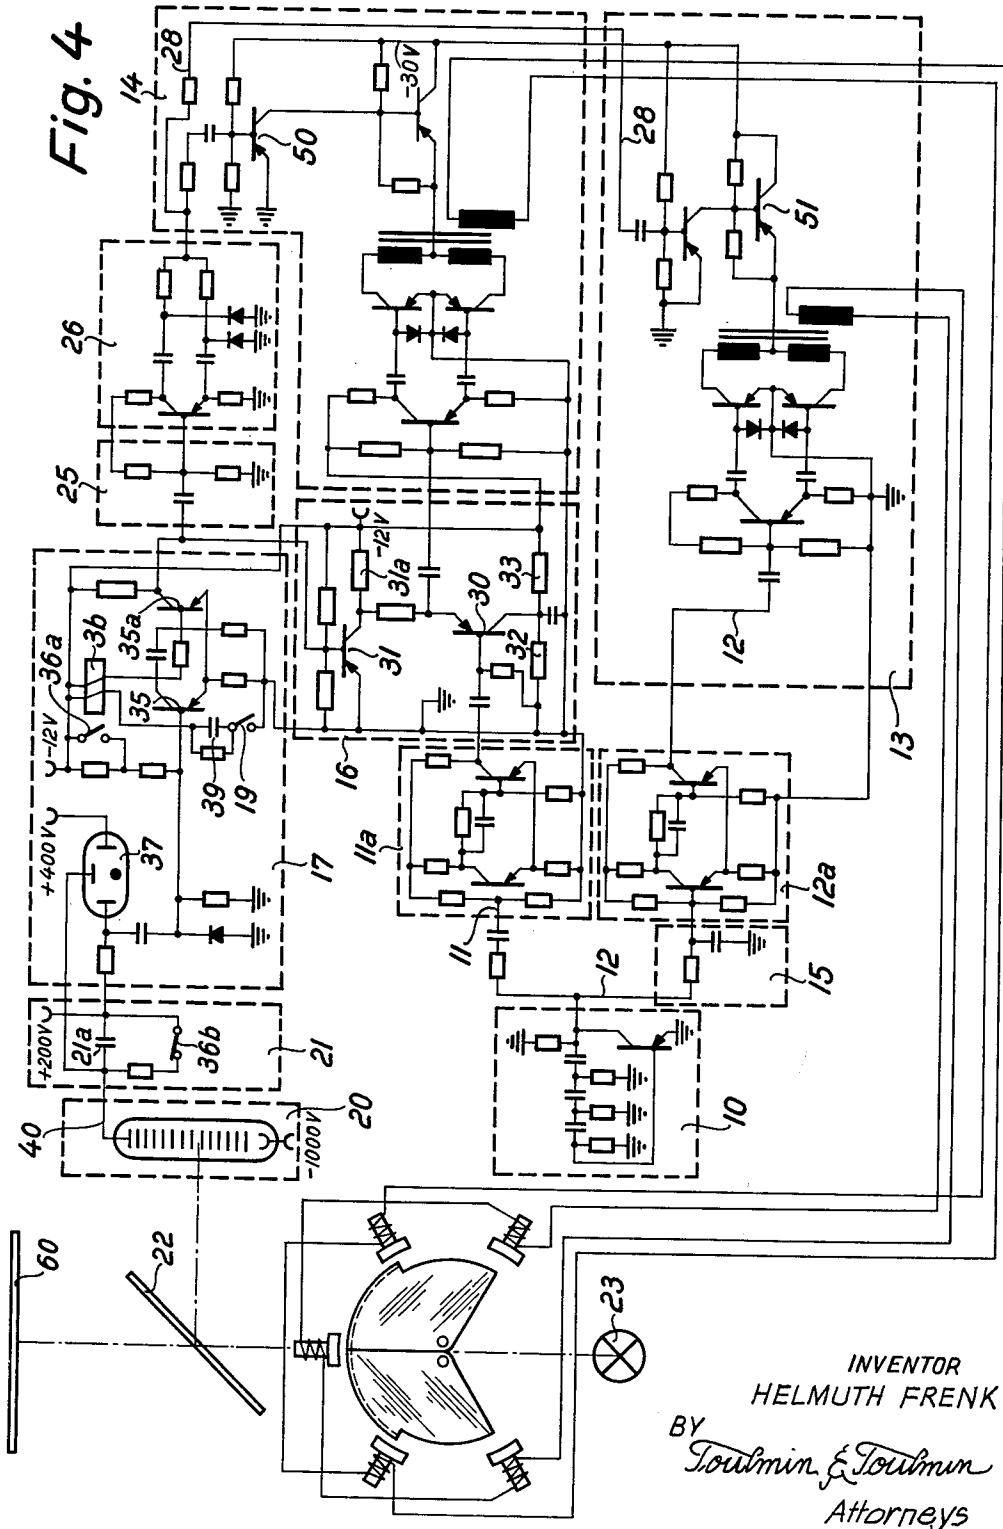 Fig. 4
14
28
50
-30V
28
51
26
25
36a
3b
35a
35
-12V
39
19
+400V
37
17
-12V
31a
31
30
33
32
16
12
13
11a
11
12a
12
15
+200V
21a
36b
21
40
20
-1000V
10
60
22
23
INVENTOR
HELMUTH FRENK
BY
Toulmin & Toulmin
Attorneys